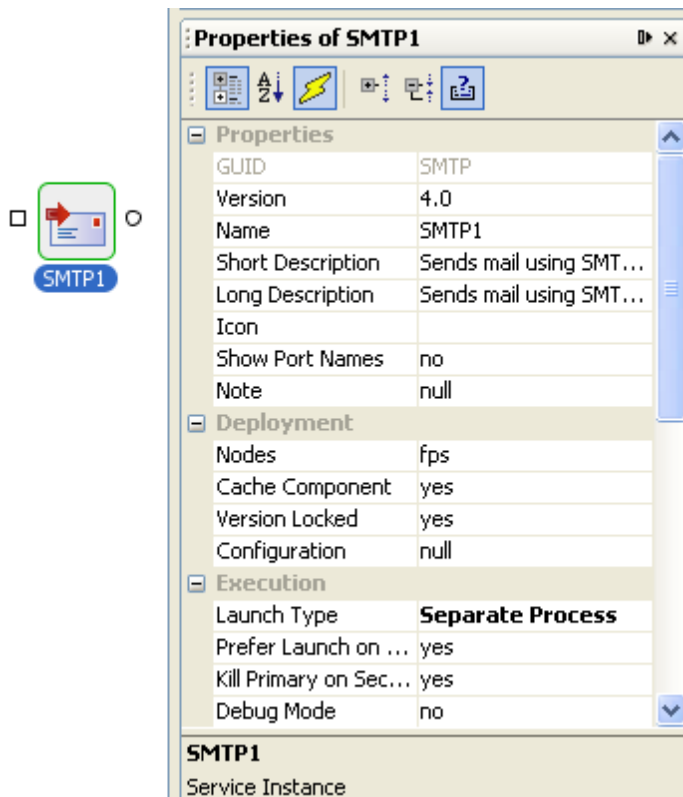 Properties of SMTP1
Properties
GUID SMTP
Version 4.0
Name SMTP1
Short Description Sends mail using SMT...
Long Description Sends mail using SMT...
Icon
Show Port Names no
Note null
Deployment
Nodes fps
Cache Component yes
Version Locked yes
Configuration null
Execution
Launch Type Separate Process
Prefer Launch on ... yes
Kill Primary on Sec... yes
Debug Mode no
SMTP1
Service Instance
SMTP1